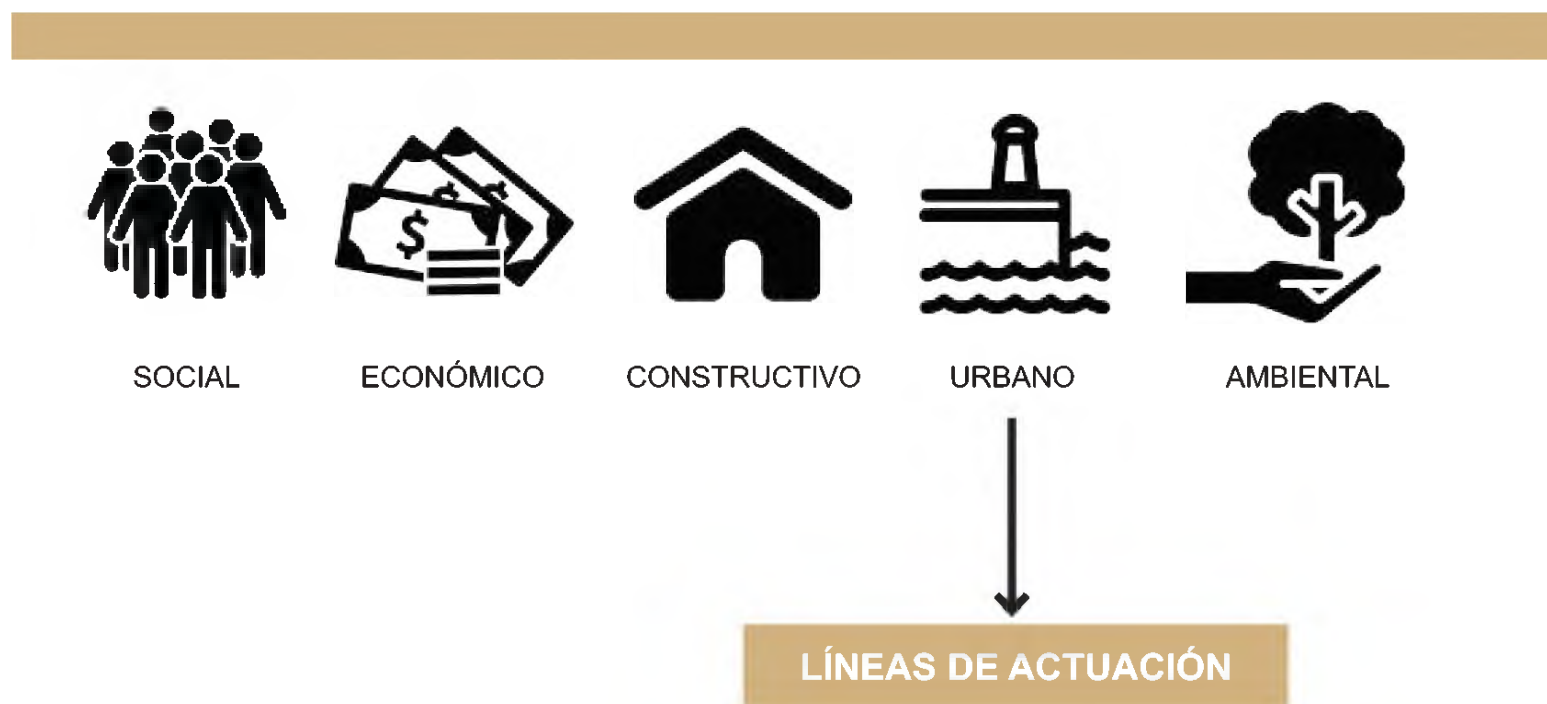 SOCIAL
ECONÓMICO
CONSTRUCTIVO
URBANO
AMBIENTAL
LÍNEAS DE ACTUACIÓN